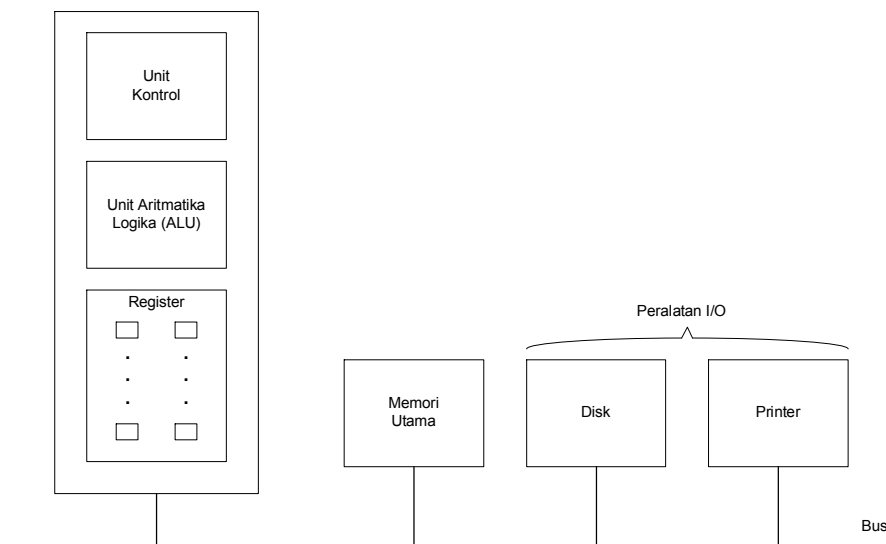 Unit
Kontrol
Unit Aritmatika
Logika (ALU)
Register
Peralatan I/O
Memori
Utama
Disk
Printer
Bus